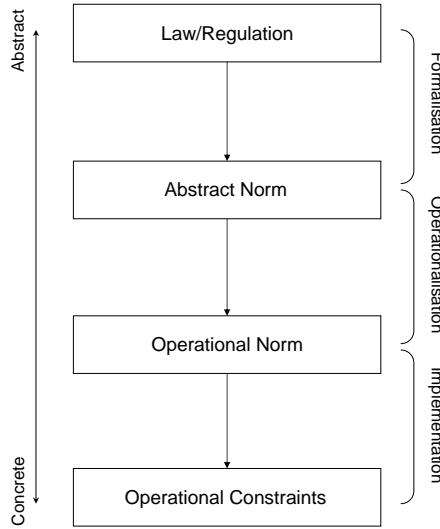 Abstract
Law/Regulation
Formalisation
Abstract Norm
Operationalisation
Operational Norm
Implementation
Concrete
Operational Constraints